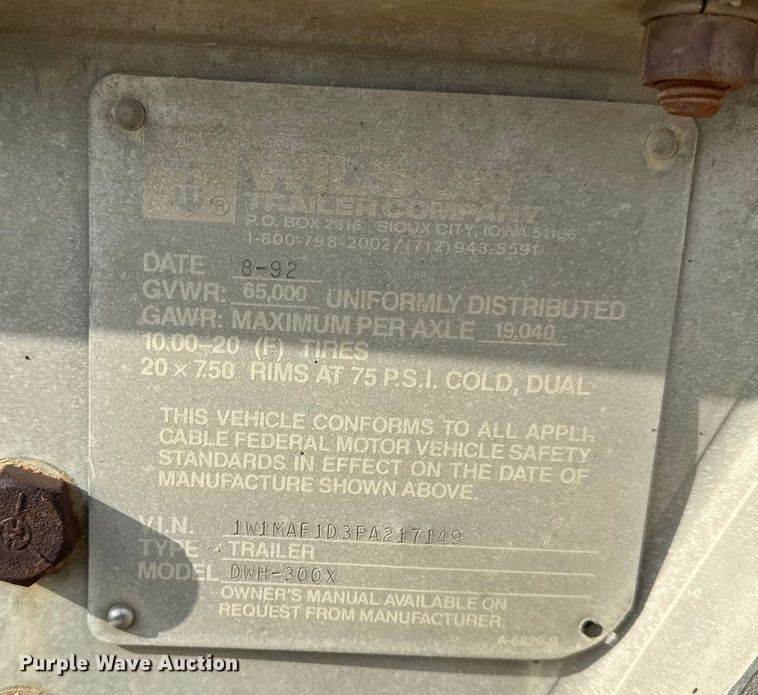 WILSON
®
TRAILER COMPANY
P.O. BOX 2616 SIOUX CITY, IOWA 51106
1-800-798-2002/(712)943-5591
DATE 8-92
GVWR: 65,000 UNIFORMLY DISTRIBUTED
GAWR: MAXIMUM PER AXLE 19,040
10.00-20 (F) TIRES
20 x 7.50 RIMS AT 75 P.S.I. COLD, DUAL
THIS VEHICLE CONFORMS TO ALL APPLI-
CABLE FEDERAL MOTOR VEHICLE SAFETY
STANDARDS IN EFFECT ON THE DATE OF
MANUFACTURE SHOWN ABOVE.
V.I.N. 1W1MAF1D3PA217149
TYPE TRAILER
MODEL DWH-300X
OWNER'S MANUAL AVAILABLE ON
REQUEST FROM MANUFACTURER.
A-6829-B
Purple Wave Auction